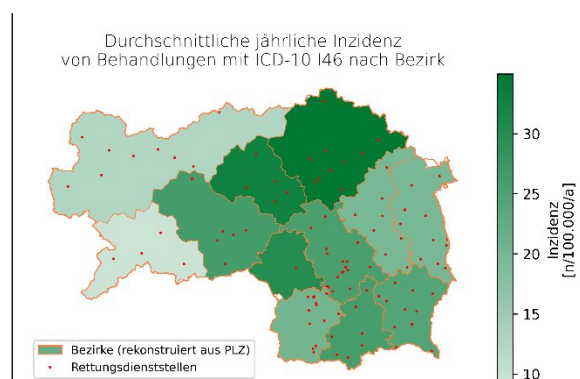 Durchschnittliche jährliche Inzidenz
von Behandlungen mit ICD-10 I46 nach Bezirk
30
25
20
15
10
Inzidenz
[n/100.000/a]
Bezirke (rekonstruiert aus PLZ)
Rettungsdienststellen